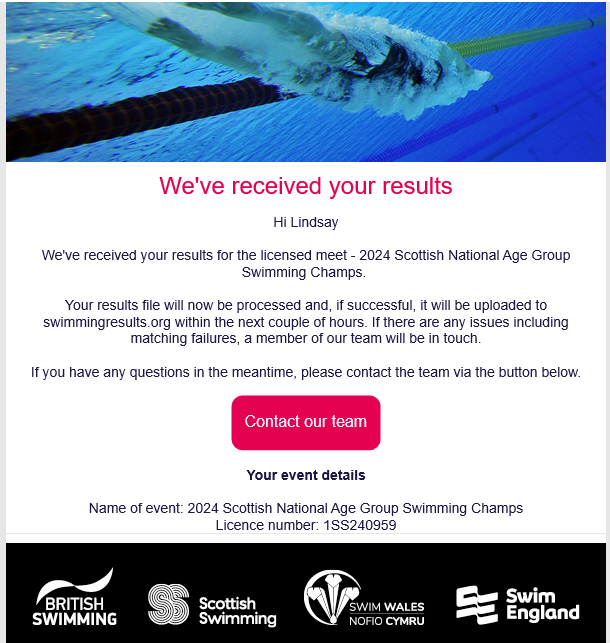 We've received your results
Hi Lindsay
We've received your results for the licensed meet - 2024 Scottish National Age Group
Swimming Champs.
Your results file will now be processed and, if successful, it will be uploaded to
swimmingresults.org within the next couple of hours. If there are any issues including
matching failures, a member of our team will be in touch.
If you have any questions in the meantime, please contact the team via the button below.
Contact our team
Your event details
Name of event: 2024 Scottish National Age Group Swimming Champs
Licence number: 1SS240959
BRITISH
SWIMMING
Scottish
Swimming
SWIM WALES
NOFIO CYMRU
Swim
England